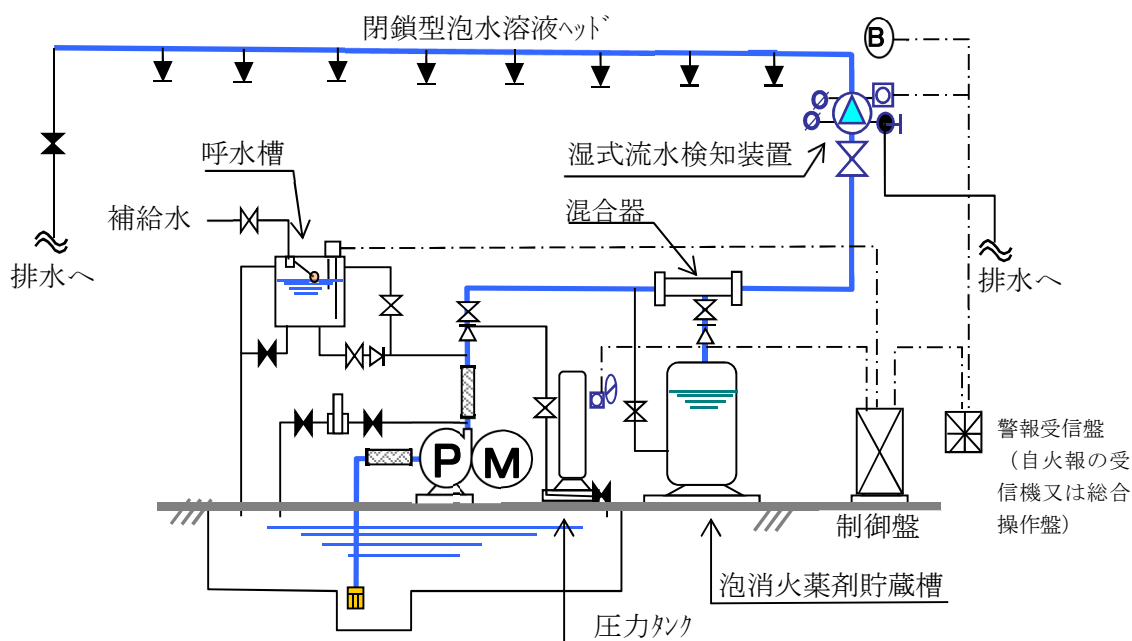 閉鎖型泡水溶液ﾍｯﾄﾞ
B
呼水槽
湿式流水検知装置
補給水
混合器
排水へ
排水へ
P M
警報受信盤
（自火報の受
信機又は総合
操作盤）
制御盤
泡消火薬剤貯蔵槽
圧力ﾀﾝｸ